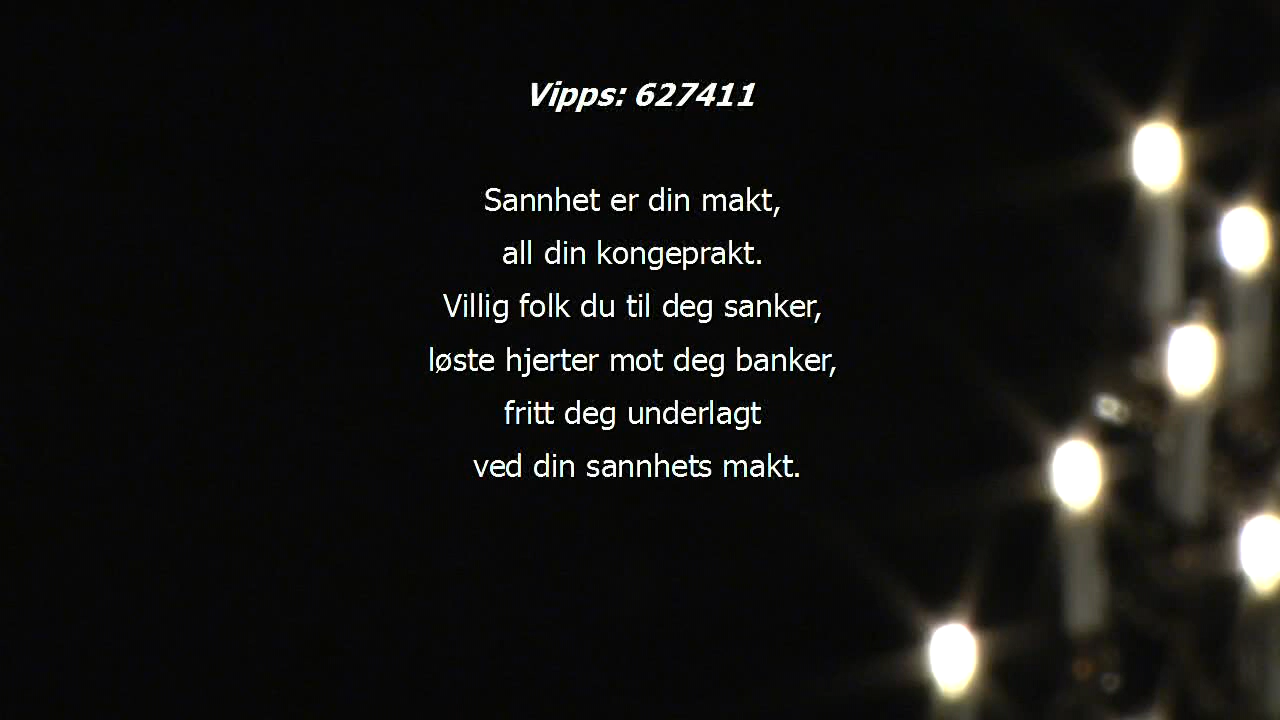 Vipps: 627411
Sannhet er din makt,
all din kongeprakt.
Villig folk du til deg sanker,
løste hjerter mot deg banker,
fritt deg underlagt
ved din sannhets makt.